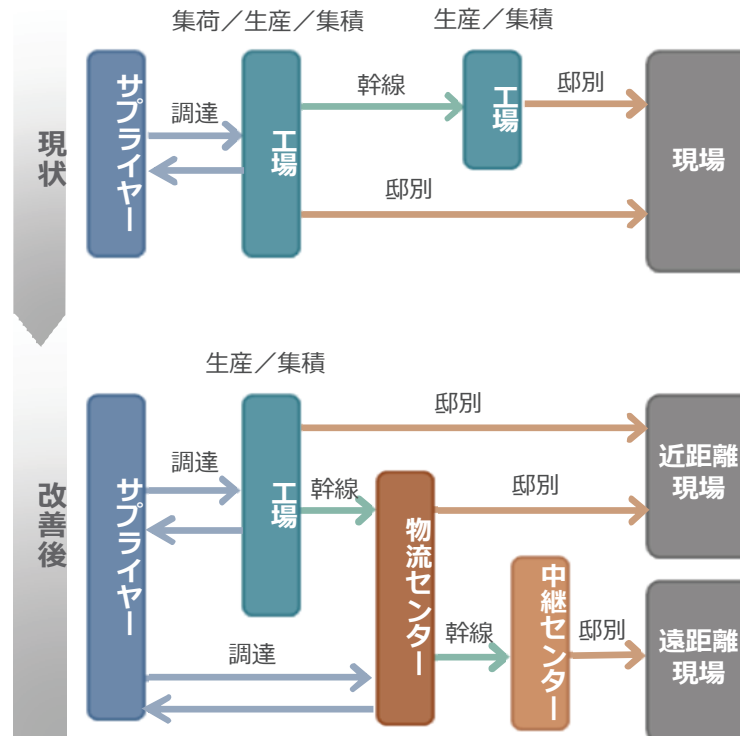 集荷／生産／集積
生産／集積
現状
サプライヤー
調達
工場
幹線
工場
邸別
邸別
現場
改善後
生産／集積
サプライヤー
調達
工場
幹線
邸別
物流センター
邸別
近距離
現場
調達
幹線
中継センター
邸別
遠距離
現場